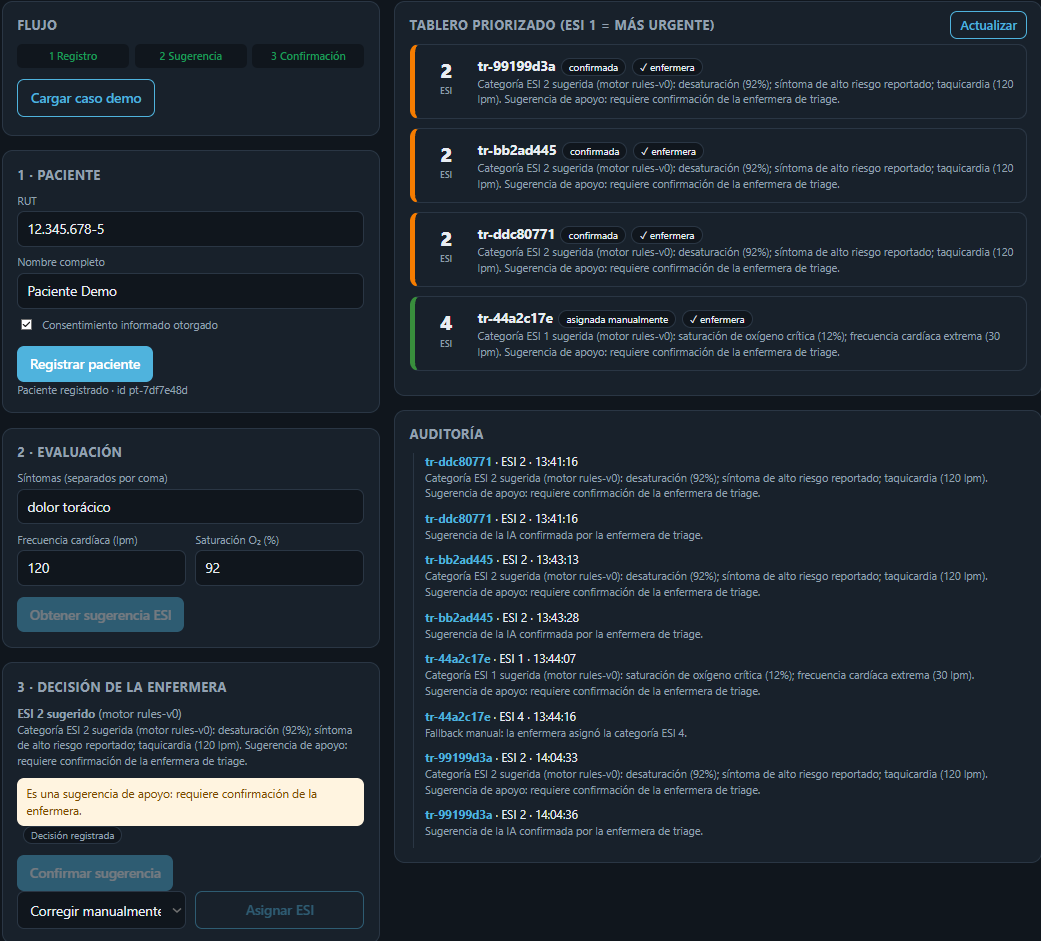 FLUJO
1 Registro
2 Sugerencia
3 Confirmación
Cargar caso demo
1 · PACIENTE
RUT
12.345.678-5
Nombre completo
Paciente Demo
Consentimiento informado otorgado
Registrar paciente
Paciente registrado · id pt-7df7e48d
2 · EVALUACIÓN
Síntomas (separados por coma)
dolor torácico
Frecuencia cardíaca (lpm)
Saturación O₂ (%)
120
92
Obtener sugerencia ESI
3 · DECISIÓN DE LA ENFERMERA
ESI 2 sugerido (motor rules-v0)
Categoría ESI 2 sugerida (motor rules-v0): desaturación (92%); síntoma
de alto riesgo reportado; taquicardia (120 lpm). Sugerencia de apoyo:
requiere confirmación de la enfermera de triage.
Es una sugerencia de apoyo: requiere confirmación de la
enfermera.
Decisión registrada
Confirmar sugerencia
Corregir manualmente
Asignar ESI
TABLERO PRIORIZADO (ESI 1 = MÁS URGENTE)
Actualizar
2
ESI
tr-99199d3a confirmada ✓ enfermera
Categoría ESI 2 sugerida (motor rules-v0): desaturación (92%); síntoma de alto riesgo reportado; taquicardia (120
lpm). Sugerencia de apoyo: requiere confirmación de la enfermera de triage.
2
ESI
tr-bb2ad445 confirmada ✓ enfermera
Categoría ESI 2 sugerida (motor rules-v0): desaturación (92%); síntoma de alto riesgo reportado; taquicardia (120
lpm). Sugerencia de apoyo: requiere confirmación de la enfermera de triage.
2
ESI
tr-ddc80771 confirmada ✓ enfermera
Categoría ESI 2 sugerida (motor rules-v0): desaturación (92%); síntoma de alto riesgo reportado; taquicardia (120
lpm). Sugerencia de apoyo: requiere confirmación de la enfermera de triage.
4
ESI
tr-44a2c17e asignada manualmente ✓ enfermera
Categoría ESI 1 sugerida (motor rules-v0): saturación de oxígeno crítica (12%); frecuencia cardíaca extrema (30
lpm). Sugerencia de apoyo: requiere confirmación de la enfermera de triage.
AUDITORÍA
tr-ddc80771 · ESI 2 · 13:41:16
Categoría ESI 2 sugerida (motor rules-v0): desaturación (92%); síntoma de alto riesgo reportado; taquicardia (120 lpm).
Sugerencia de apoyo: requiere confirmación de la enfermera de triage.
tr-ddc80771 · ESI 2 · 13:41:16
Sugerencia de la IA confirmada por la enfermera de triage.
tr-bb2ad445 · ESI 2 · 13:43:13
Categoría ESI 2 sugerida (motor rules-v0): desaturación (92%); síntoma de alto riesgo reportado; taquicardia (120 lpm).
Sugerencia de apoyo: requiere confirmación de la enfermera de triage.
tr-bb2ad445 · ESI 2 · 13:43:28
Sugerencia de la IA confirmada por la enfermera de triage.
tr-44a2c17e · ESI 1 · 13:44:07
Categoría ESI 1 sugerida (motor rules-v0): saturación de oxígeno crítica (12%); frecuencia cardíaca extrema (30 lpm).
Sugerencia de apoyo: requiere confirmación de la enfermera de triage.
tr-44a2c17e · ESI 4 · 13:44:16
Fallback manual: la enfermera asignó la categoría ESI 4.
tr-99199d3a · ESI 2 · 14:04:33
Categoría ESI 2 sugerida (motor rules-v0): desaturación (92%); síntoma de alto riesgo reportado; taquicardia (120 lpm).
Sugerencia de apoyo: requiere confirmación de la enfermera de triage.
tr-99199d3a · ESI 2 · 14:04:36
Sugerencia de la IA confirmada por la enfermera de triage.